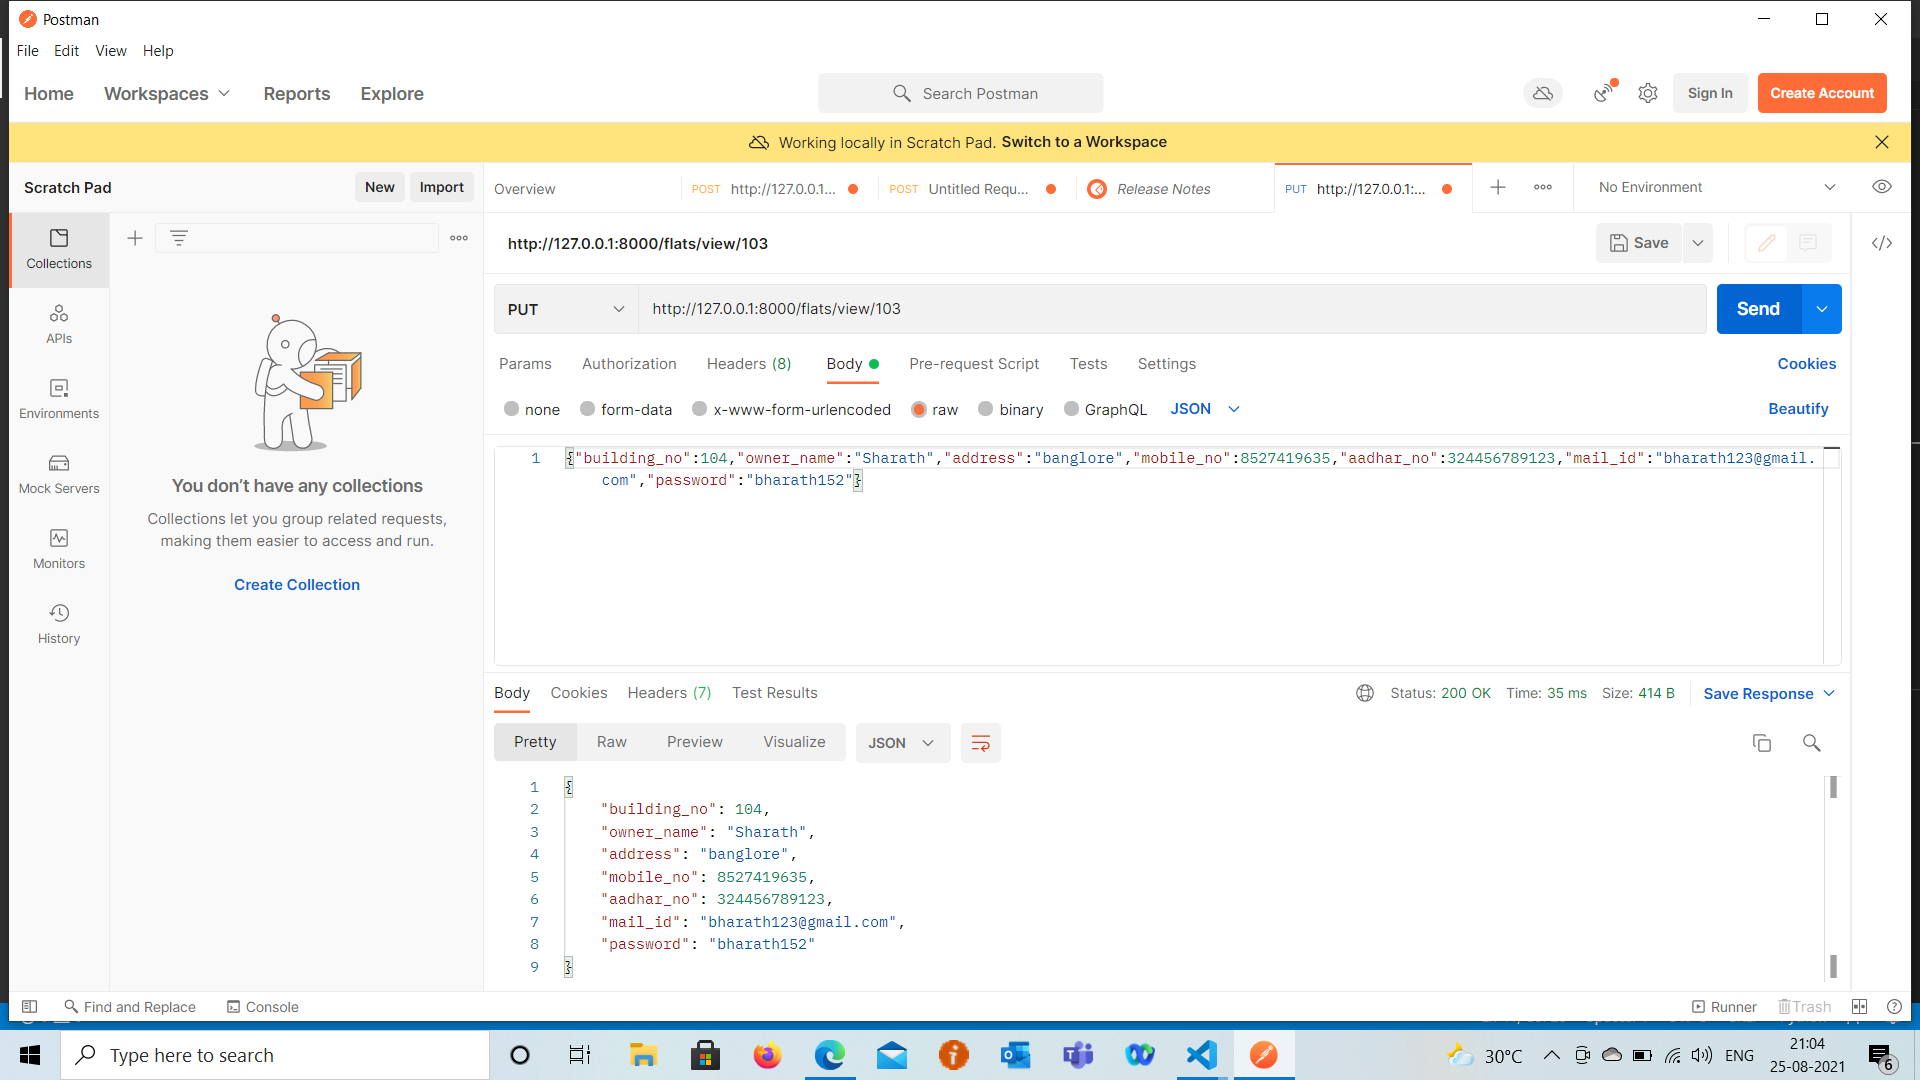 Postman
File Edit View Help
Home Workspaces Reports Explore Search Postman Sign In Create Account
Working locally in Scratch Pad. Switch to a Workspace
Scratch Pad New Import Overview POST http://127.0.0.1... POST Untitled Requ... Release Notes PUT http://127.0.0.1:... No Environment
http://127.0.0.1:8000/flats/view/103 Save
Collections
PUT http://127.0.0.1:8000/flats/view/103 Send
APIs
Params Authorization Headers (8) Body Pre-request Script Tests Settings Cookies
none form-data x-www-form-urlencoded raw binary GraphQL JSON Beautify
Environments
1 {"building_no":104,"owner_name":"Sharath","address":"banglore","mobile_no":8527419635,"aadhar_no":324456789123,"mail_id":"bharath123@gmail.
com","password":"bharath152"}
Mock Servers
You don't have any collections
Collections let you group related requests,
making them easier to access and run.
Monitors
Create Collection
History
Body Cookies Headers (7) Test Results Status: 200 OK Time: 35 ms Size: 414 B Save Response
Pretty Raw Preview Visualize JSON
1 {
2 "building_no": 104,
3 "owner_name": "Sharath",
4 "address": "banglore",
5 "mobile_no": 8527419635,
6 "aadhar_no": 324456789123,
7 "mail_id": "bharath123@gmail.com",
8 "password": "bharath152"
9 }
Find and Replace Console Runner Trash
Type here to search 30°C ENG 21:04
25-08-2021 6